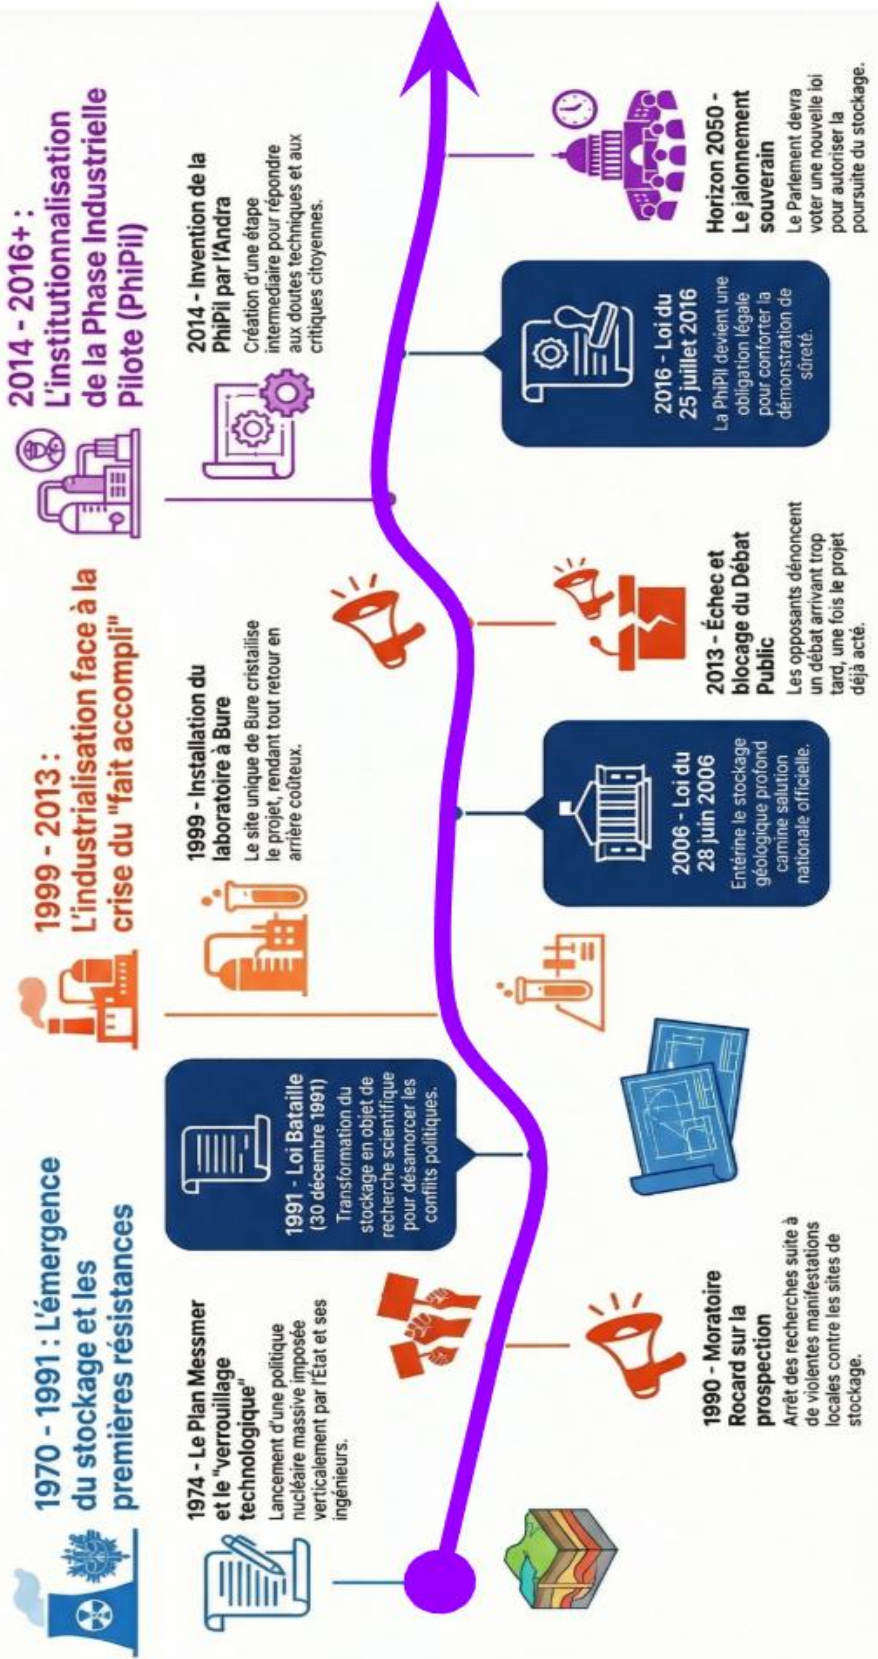 1970 - 1991 : L'émergence
du stockage et les
premières résistances
1974 - Le Plan Messmer
et le "verrouillage
technologique"
Lancement d'une politique
nucléaire massive imposée
verticalement par l'État et ses
ingénieurs.
1990 - Moratoire
Rocard sur la
prospection
Arrêt des recherches suite à
de violentes manifestations
locales contre les sites de
stockage.
1991 - Loi Bataille
(30 décembre 1991)
Transformation du
stockage en objet de
recherche scientifique
pour désamorcer les
conflits politiques.
1999 - 2013 :
L'industrialisation face à la
crise du "fait accompli"
1999 - Installation du
laboratoire à Bure
Le site unique de Bure cristailise
le projet, rendant tout retour en
arrière coûteux.
2006 - Loi du
28 juin 2006
Entérine le stockage
géologique profond
camine salution
nationale officielle.
2013 - Échec et
blocage du Débat
Public
Les opposants dénoncent
un débat arrivant trop
tard, une fois le projet
déjà acté.
2014 - 2016+ :
L'institutionnalisation
de la Phase Industrielle
Pilote (PhiPil)
2014 - Invention de la
PhiPil par l'Andra
Création d'une étape
intermediaire pour répondre
aux doutes techniques et aux
critiques citoyennes.
2016 - Loi du
25 juillet 2016
La PhiPil devient une
obligation légale
pour conforter la
démonstration de
sûreté.
Horizon 2050 -
Le jalonnement
souverain
Le Parlement devra
voter une nouvelle loi
pour autoriser la
poursuite du stockage.